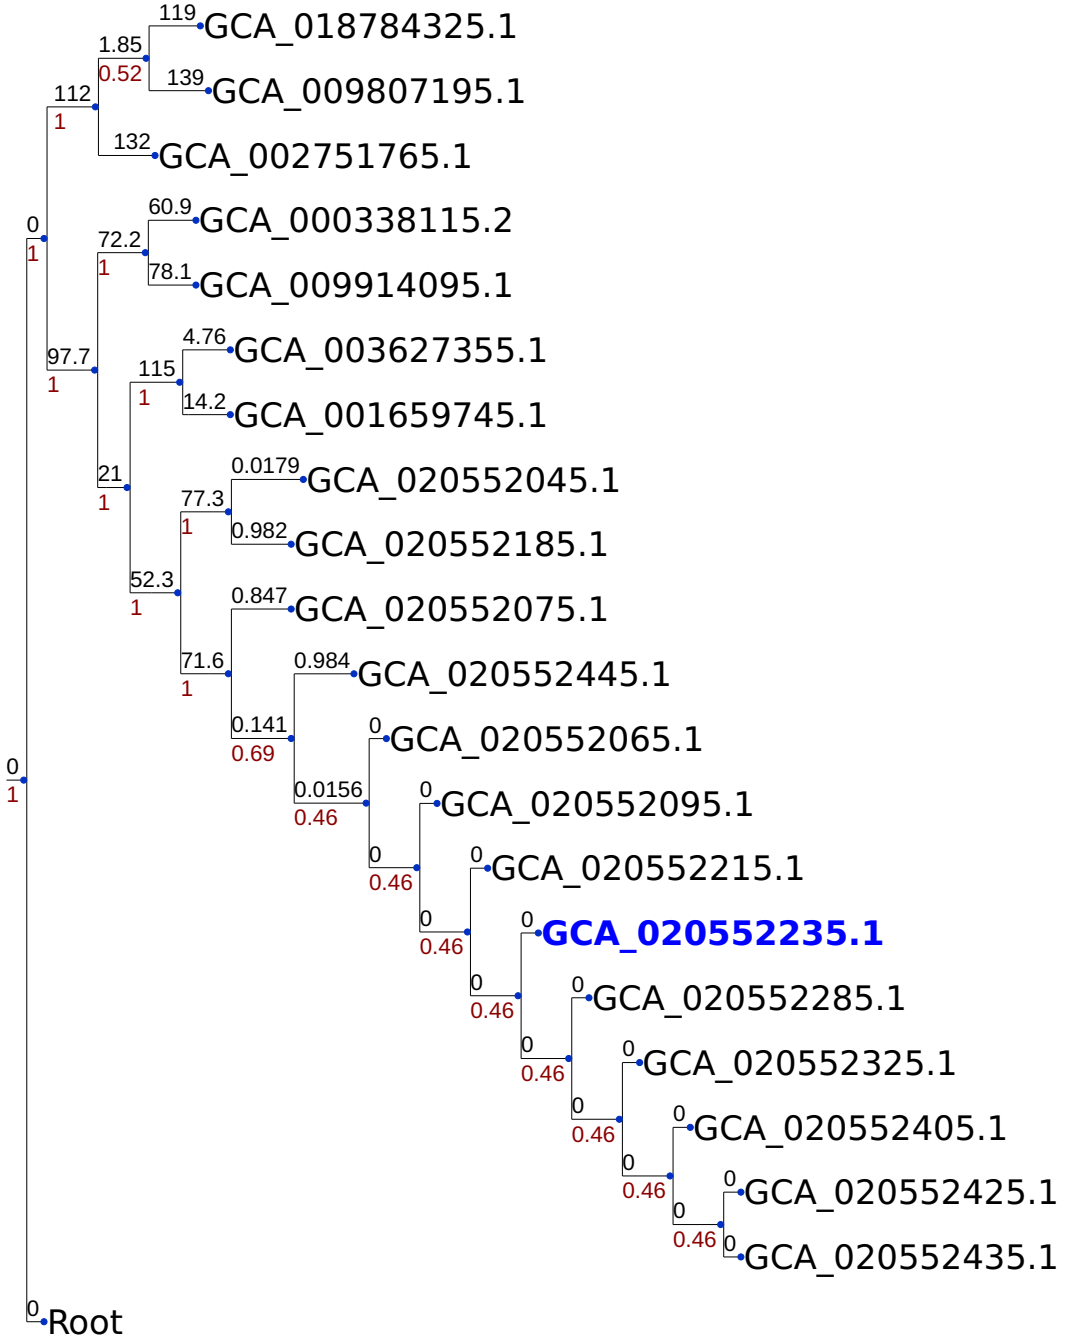 119
GCA_018784325.1
1.85
0.52
139
GCA_009807195.1
112
1
132
GCA_002751765.1
60.9
GCA_000338115.2
0
1
72.2
1
78.1
GCA_009914095.1
4.76
GCA_003627355.1
97.7
1
115
1
14.2
GCA_001659745.1
0.0179
GCA_020552045.1
21
1
77.3
1
0.982
GCA_020552185.1
52.3
1
0.847
GCA_020552075.1
71.6
1
0.984
GCA_020552445.1
0.141
0.69
0
GCA_020552065.1
0
1
0.0156
0.46
0
GCA_020552095.1
0
0.46
0
GCA_020552215.1
0
0.46
0
GCA_020552235.1
0
0.46
0
GCA_020552285.1
0
0.46
0
GCA_020552325.1
0
0.46
0
GCA_020552405.1
0
0.46
0
GCA_020552425.1
0
0.46
0
GCA_020552435.1
0
Root